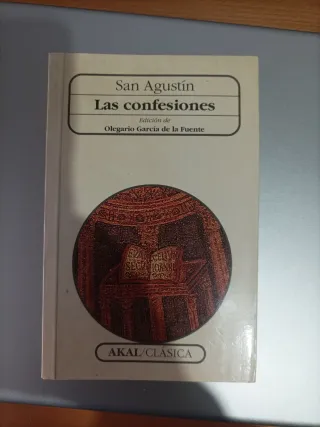 San Agustín
Las confesiones
Edición de
Olegario García de la Fuente
AKAL/CLÁSICA